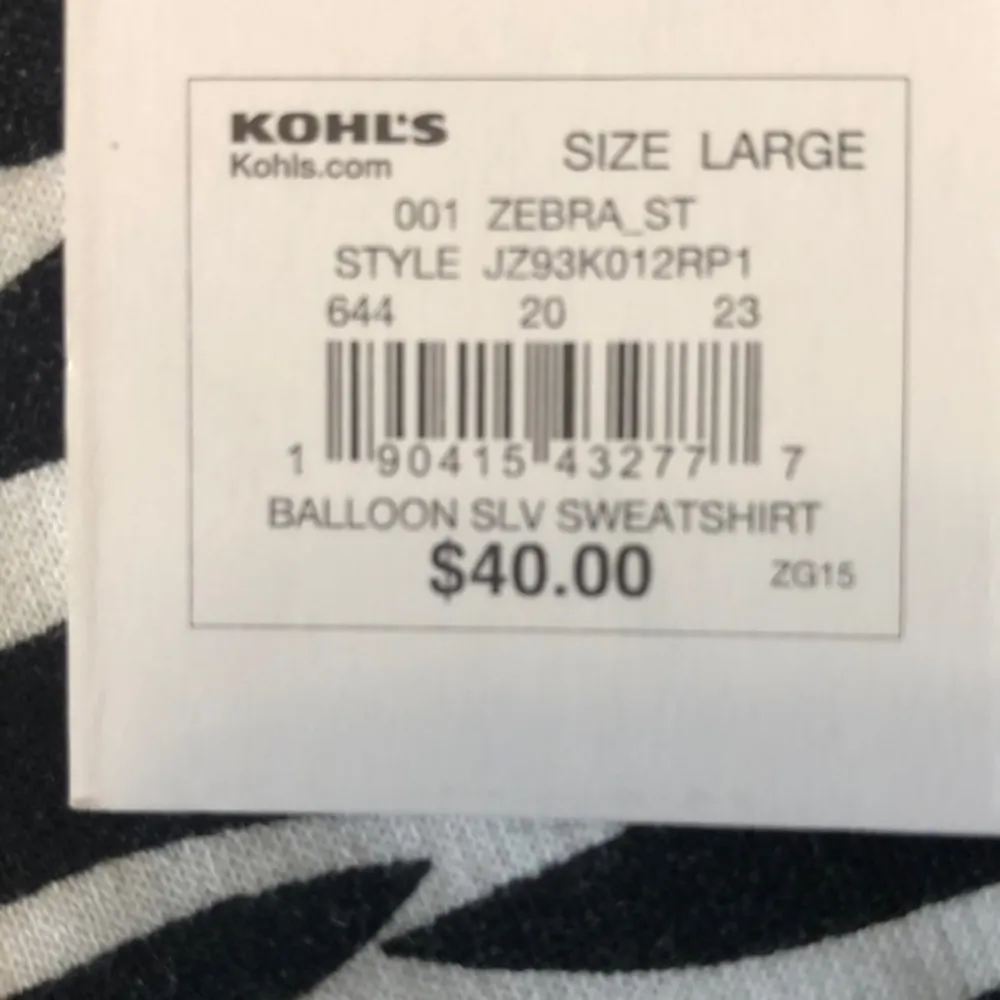 KOHL'S
Kohls.com
SIZE LARGE
001 ZEBRA_ST
STYLE JZ93K012RP1
644 20 23
1 90415 43277 7
BALLOON SLV SWEATSHIRT
$40.00
ZG15